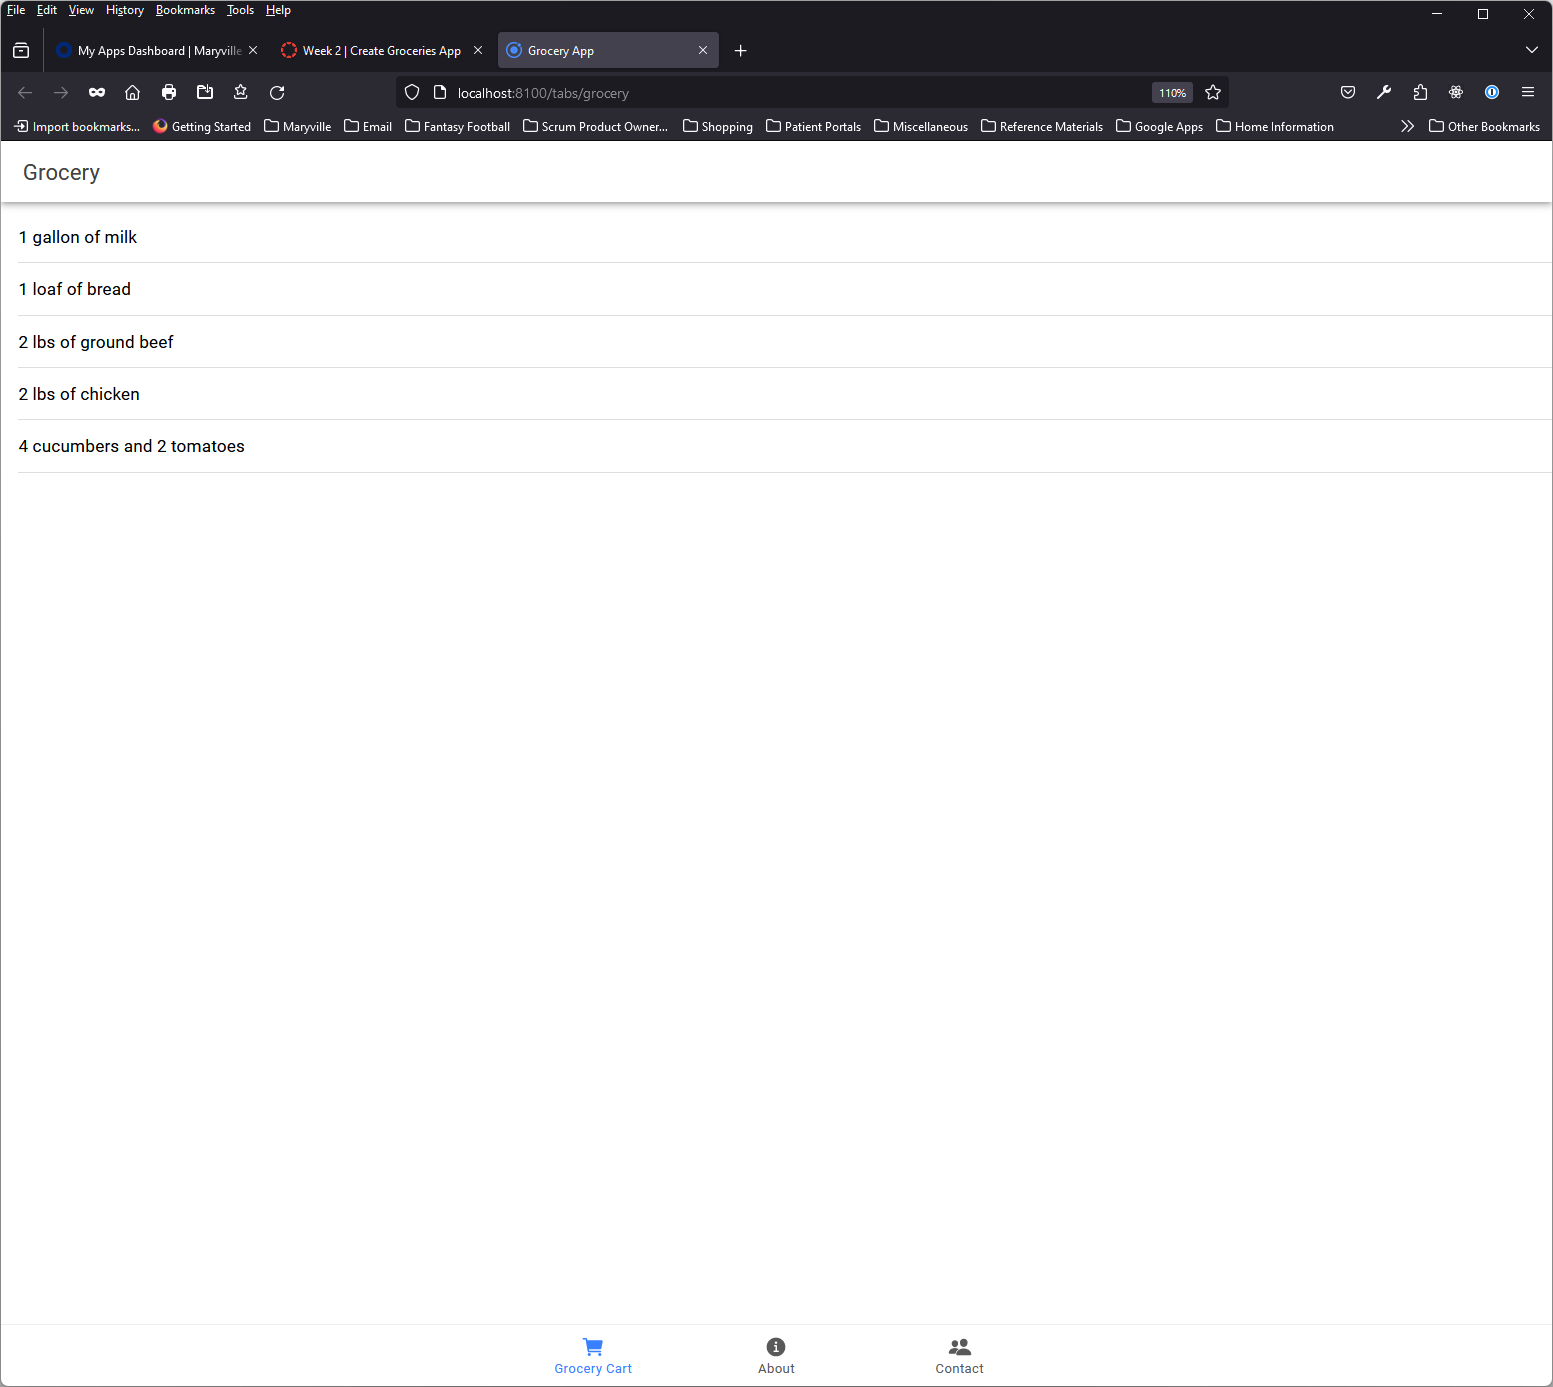 File Edit View History Bookmarks Tools Help
My Apps Dashboard | Maryville
Week 2 | Create Groceries App
Grocery App
localhost:8100/tabs/grocery
110%
Import bookmarks... Getting Started Maryville Email Fantasy Football Scrum Product Owner... Shopping Patient Portals Miscellaneous Reference Materials Google Apps Home Information Other Bookmarks
Grocery
1 gallon of milk
1 loaf of bread
2 lbs of ground beef
2 lbs of chicken
4 cucumbers and 2 tomatoes
Grocery Cart About Contact